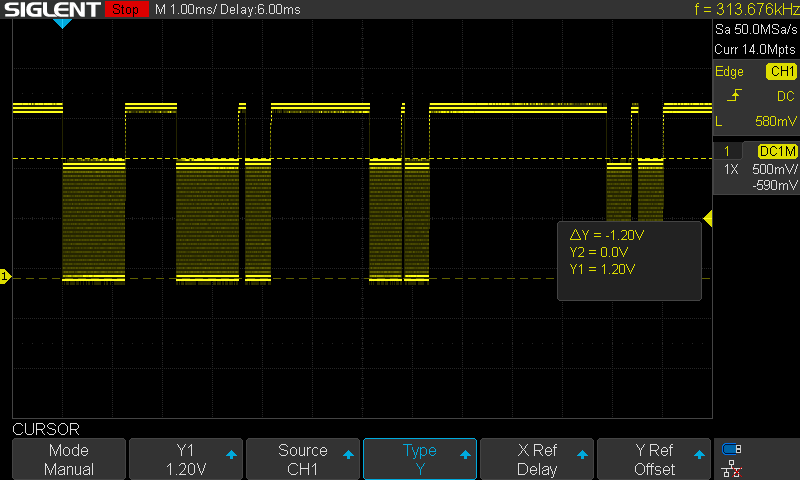 SIGLENT Stop M 1.00ms/ Delay:6.00ms f = 313.676kHz
Sa 50.0MSa/s
Curr 14.0Mpts
Edge CH1
DC
L 580mV
1 DC1M
1X 500mV/
-590mV
ΔY = -1.20V
Y2 = 0.0V
Y1 = 1.20V
1
CURSOR
Mode Y1 Source Type X Ref Y Ref
Manual 1.20V CH1 Y Delay Offset